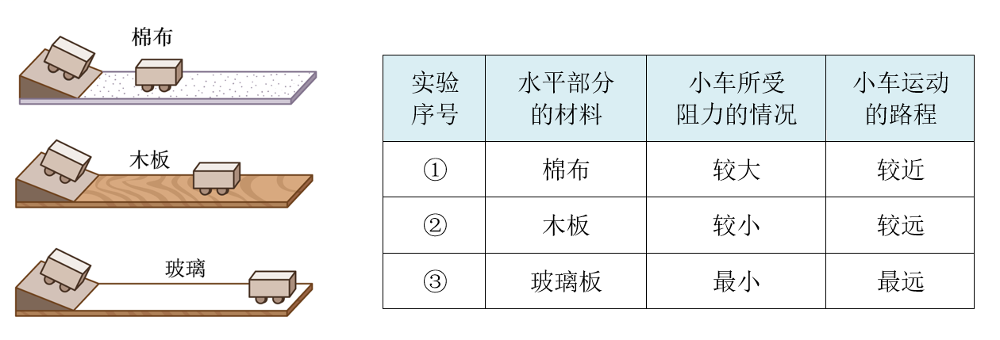 棉布
木板
玻璃
实验
序号
水平部分
的材料
小车所受
阻力的情况
小车运动
的路程
①
棉布
较大
较近
②
木板
较小
较远
③
玻璃板
最小
最远